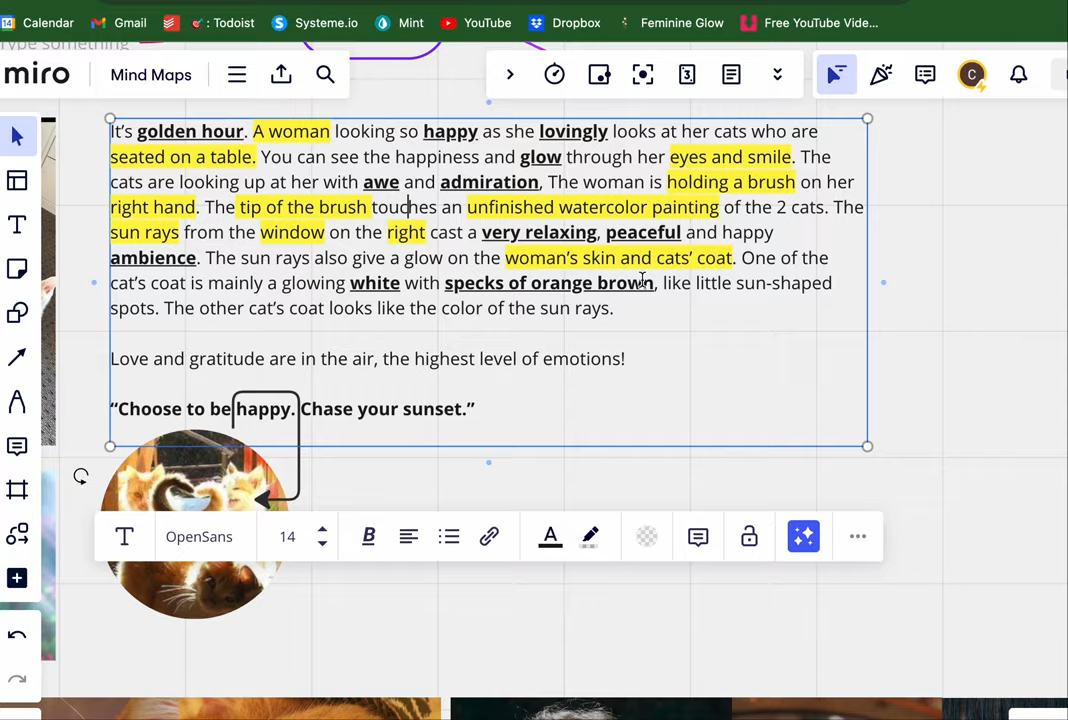 Calendar Gmail : Todoist Systeme.io Mint YouTube Dropbox Feminine Glow Free YouTube Vide...
Type something
miro Mind Maps 3 C
It's golden hour. A woman looking so happy as she lovingly looks at her cats who are
seated on a table. You can see the happiness and glow through her eyes and smile. The
cats are looking up at her with awe and admiration, The woman is holding a brush on her
right hand. The tip of the brush touches an unfinished watercolor painting of the 2 cats. The
sun rays from the window on the right cast a very relaxing, peaceful and happy
ambience. The sun rays also give a glow on the woman's skin and cats' coat. One of the
cat's coat is mainly a glowing white with specks of orange brown, like little sun-shaped
spots. The other cat's coat looks like the color of the sun rays.
Love and gratitude are in the air, the highest level of emotions!
"Choose to be happy. Chase your sunset."
T OpenSans 14 B A